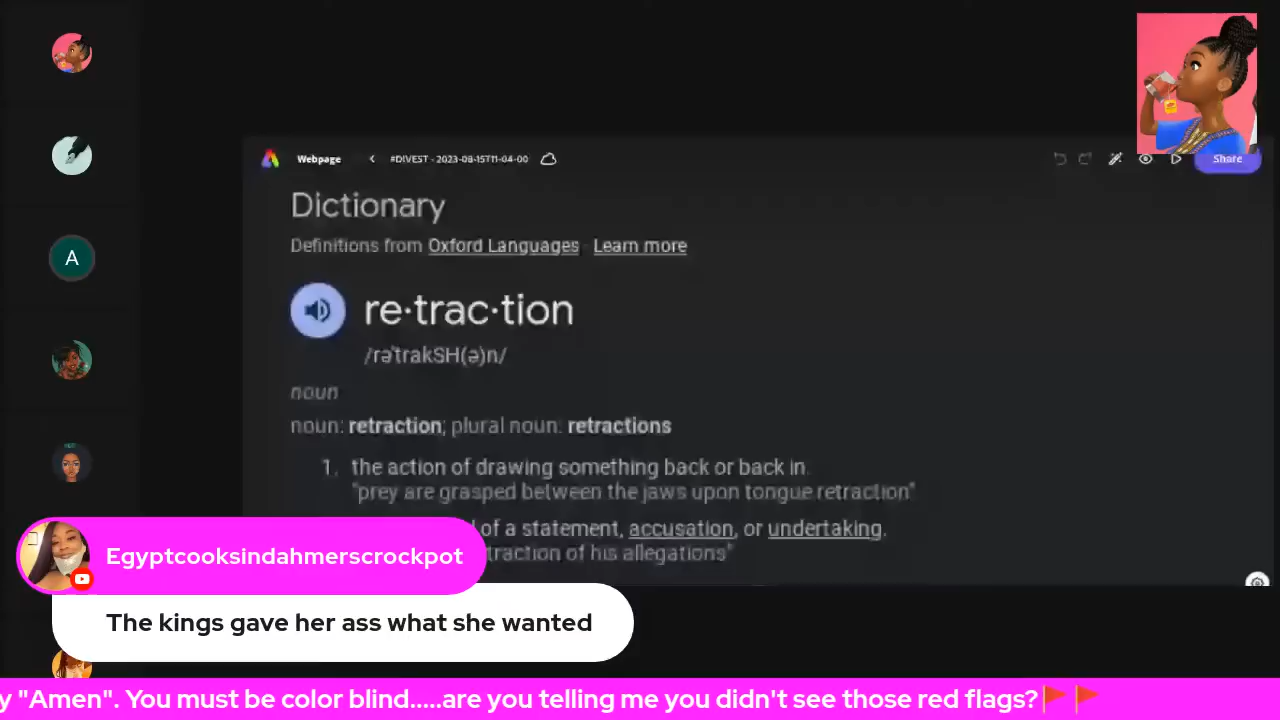 Webpage
#DIVEST - 2023-08-15T11-04-00
Share
Dictionary
Definitions from Oxford Languages Learn more
re·trac·tion
/rəˈtrakSH(ə)n/
noun
noun: retraction; plural noun: retractions
1. the action of drawing something back or back in.
"prey are grasped between the jaws upon tongue retraction"
of a statement, accusation, or undertaking.
traction of his allegations"
A
Egyptcooksindahmerscrockpot
The kings gave her ass what she wanted
y "Amen". You must be color blind.....are you telling me you didn't see those red flags?🚩🚩